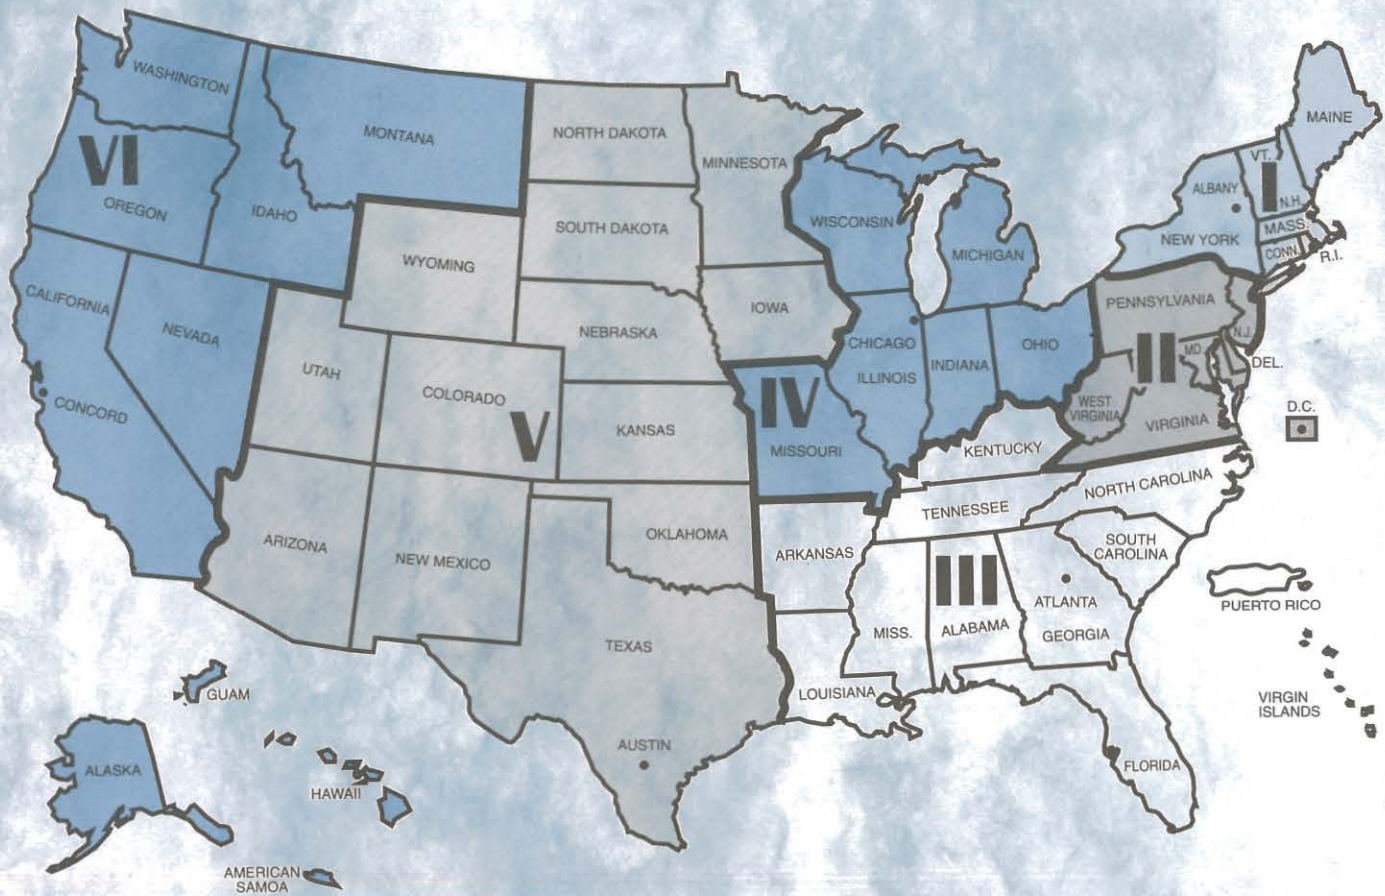 WASHINGTON
VI
OREGON
MONTANA
IDAHO
NORTH DAKOTA
MINNESOTA
SOUTH DAKOTA
WYOMING
CALIFORNIA
NEVADA
CONCORD
UTAH
COLORADO
V
NEBRASKA
IOWA
KANSAS
ARIZONA
NEW MEXICO
OKLAHOMA
TEXAS
AUSTIN
WISCONSIN
MICHIGAN
CHICAGO
ILLINOIS
INDIANA
OHIO
IV
MISSOURI
MAINE
VT.
I
N.H.
ALBANY
NEW YORK
MASS.
CONN.
R.I.
PENNSYLVANIA
N.J.
II
MD.
DEL.
WEST
VIRGINIA
VIRGINIA
D.C.
KENTUCKY
TENNESSEE
NORTH CAROLINA
SOUTH
CAROLINA
ARKANSAS
III
MISS.
ALABAMA
ATLANTA
GEORGIA
LOUISIANA
FLORIDA
PUERTO RICO
VIRGIN
ISLANDS
GUAM
ALASKA
HAWAII
AMERICAN
SAMOA